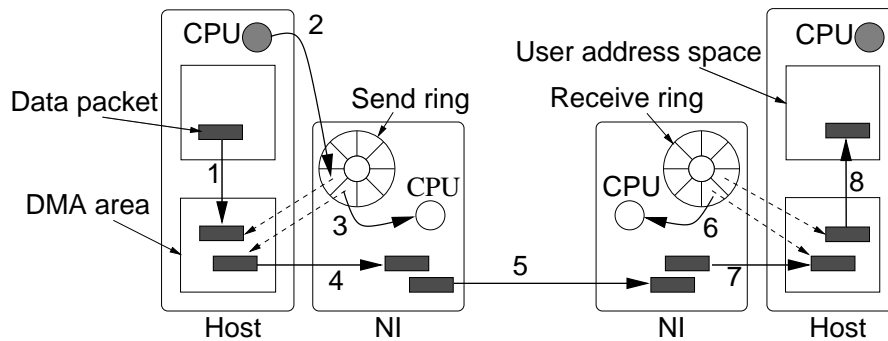 CPU
2
CPU
User address space
Data packet
Send ring
Receive ring
1
CPU
CPU
8
DMA area
3
6
4
5
7
Host
NI
NI
Host